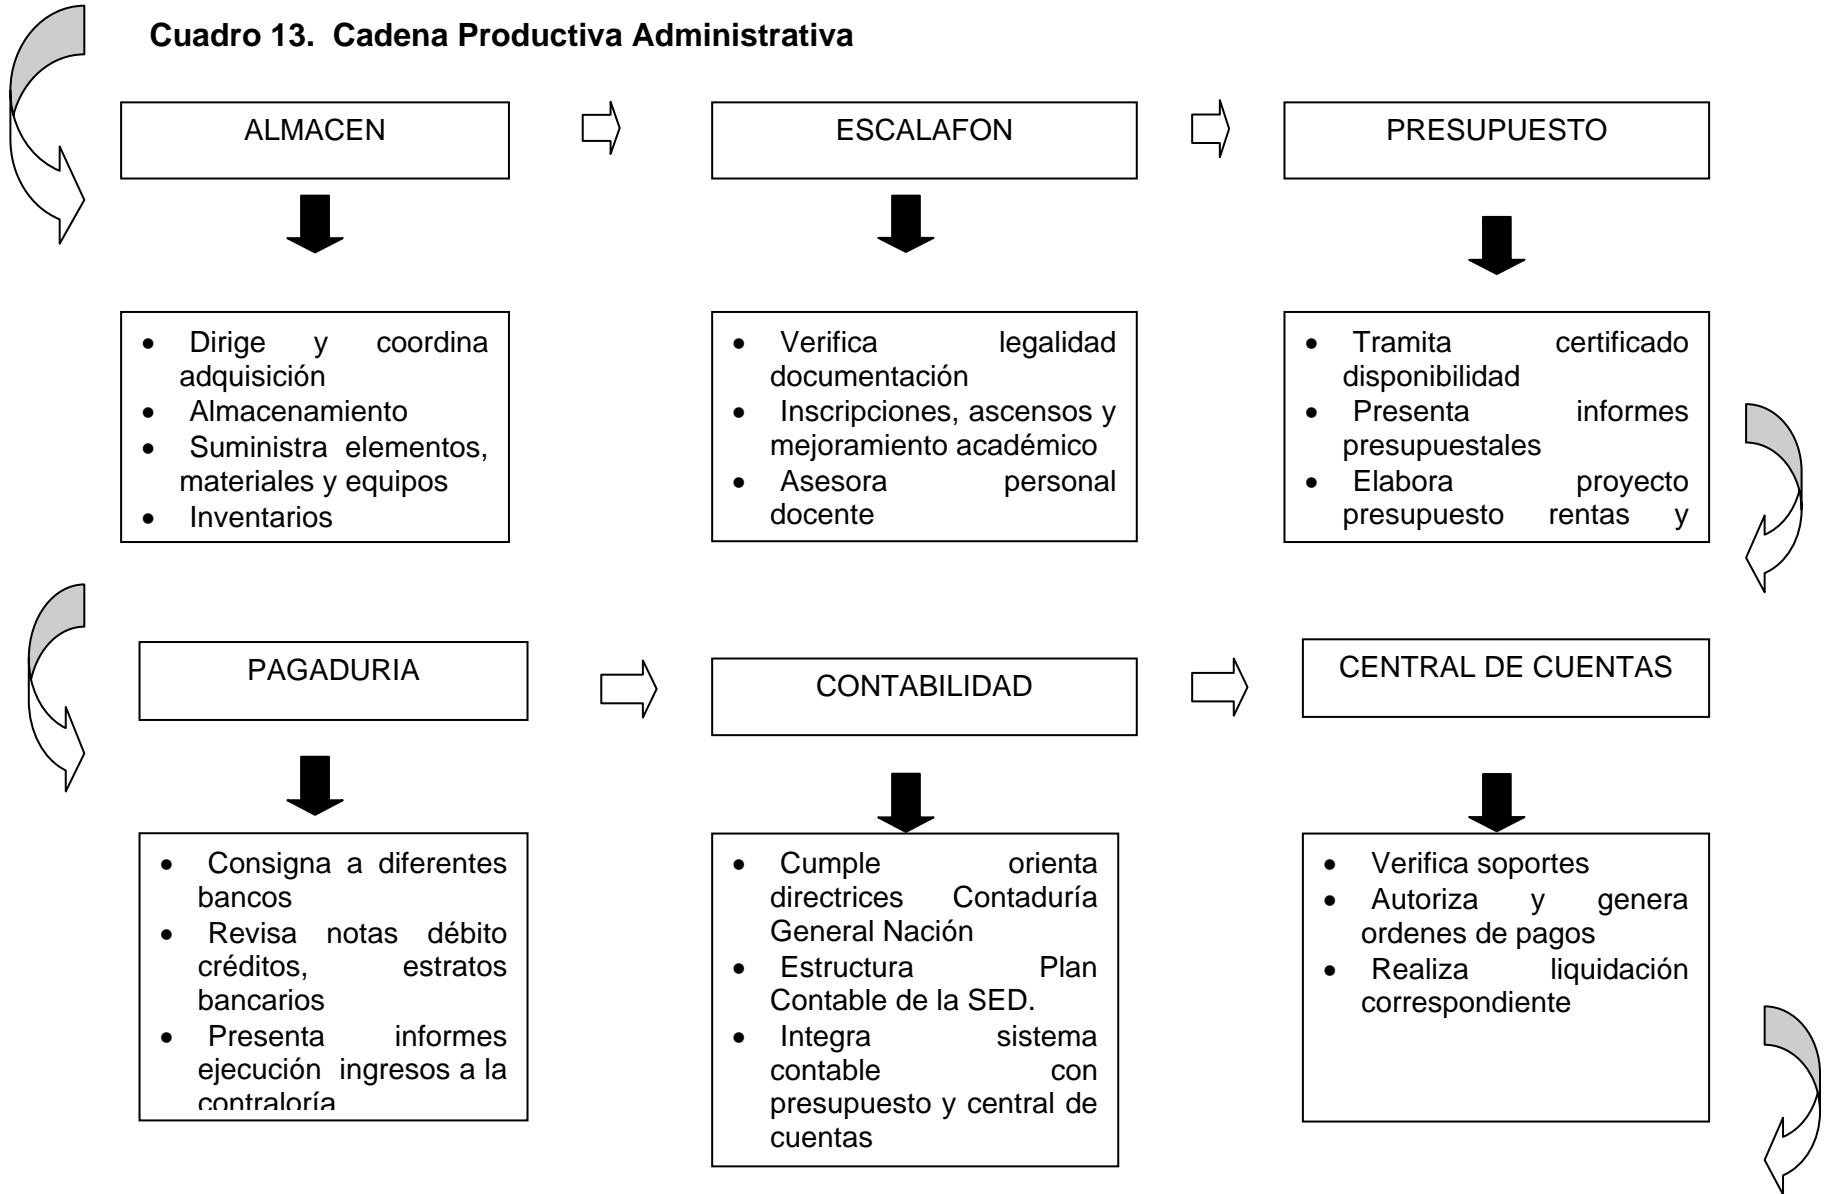 Cuadro 13. Cadena Productiva Administrativa
ALMACEN
ESCALAFON
PRESUPUESTO
• Dirige y coordina
adquisición
• Almacenamiento
• Suministra elementos,
materiales y equipos
• Inventarios
• Verifica legalidad
documentación
• Inscripciones, ascensos y
mejoramiento académico
• Asesora personal
docente
• Tramita certificado
disponibilidad
• Presenta informes
presupuestales
• Elabora proyecto
presupuesto rentas y
PAGADURIA
CONTABILIDAD
CENTRAL DE CUENTAS
• Consigna a diferentes
bancos
• Revisa notas débito
créditos, estratos
bancarios
• Presenta informes
ejecución ingresos a la
contraloría
• Cumple orienta
directrices Contaduría
General Nación
• Estructura Plan
Contable de la SED.
• Integra sistema
contable con
presupuesto y central de
cuentas
• Verifica soportes
• Autoriza y genera
ordenes de pagos
• Realiza liquidación
correspondiente